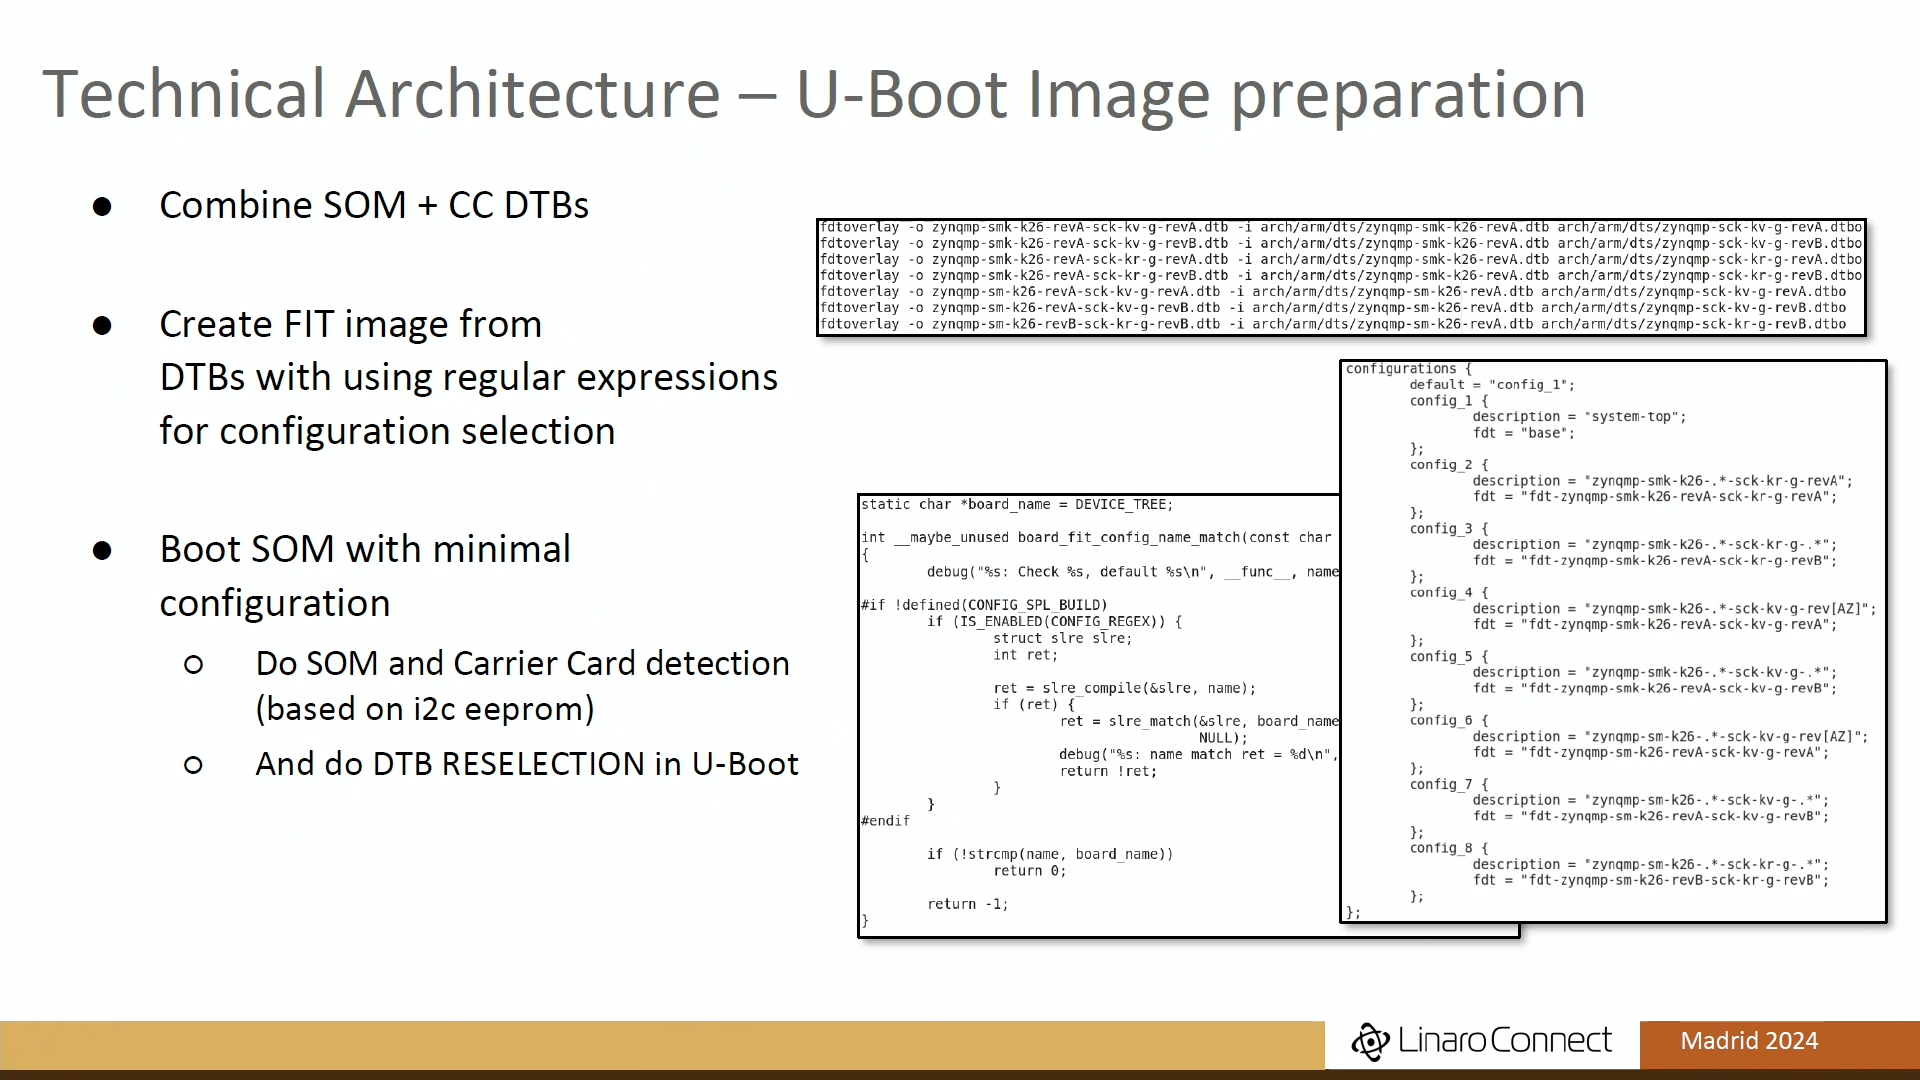 Technical Architecture – U-Boot Image preparation
● Combine SOM + CC DTBs
● Create FIT image from
DTBs with using regular expressions
for configuration selection
● Boot SOM with minimal
configuration
○ Do SOM and Carrier Card detection
(based on i2c eeprom)
○ And do DTB RESELECTION in U-Boot
fdtoverlay -o zynqmp-smk-k26-revA-sck-kv-g-revA.dtb -i arch/arm/dts/zynqmp-smk-k26-revA.dtb arch/arm/dts/zynqmp-sck-kv-g-revA.dtbo
fdtoverlay -o zynqmp-smk-k26-revA-sck-kv-g-revB.dtb -i arch/arm/dts/zynqmp-smk-k26-revA.dtb arch/arm/dts/zynqmp-sck-kv-g-revB.dtbo
fdtoverlay -o zynqmp-smk-k26-revA-sck-kr-g-revA.dtb -i arch/arm/dts/zynqmp-smk-k26-revA.dtb arch/arm/dts/zynqmp-sck-kr-g-revA.dtbo
fdtoverlay -o zynqmp-smk-k26-revA-sck-kr-g-revB.dtb -i arch/arm/dts/zynqmp-smk-k26-revA.dtb arch/arm/dts/zynqmp-sck-kr-g-revB.dtbo
fdtoverlay -o zynqmp-sm-k26-revA-sck-kv-g-revA.dtb -i arch/arm/dts/zynqmp-sm-k26-revA.dtb arch/arm/dts/zynqmp-sck-kv-g-revA.dtbo
fdtoverlay -o zynqmp-sm-k26-revA-sck-kv-g-revB.dtb -i arch/arm/dts/zynqmp-sm-k26-revA.dtb arch/arm/dts/zynqmp-sck-kv-g-revB.dtbo
fdtoverlay -o zynqmp-sm-k26-revB-sck-kr-g-revB.dtb -i arch/arm/dts/zynqmp-sm-k26-revA.dtb arch/arm/dts/zynqmp-sck-kr-g-revB.dtbo
static char *board_name = DEVICE_TREE;
int __maybe_unused board_fit_config_name_match(const char
{
debug("%s: Check %s, default %s\n", __func__, name
#if !defined(CONFIG_SPL_BUILD)
if (IS_ENABLED(CONFIG_REGEX)) {
struct slre slre;
int ret;
ret = slre_compile(&slre, name);
if (ret) {
ret = slre_match(&slre, board_name
NULL);
debug("%s: name match ret = %d\n",
return !ret;
}
}
#endif
if (!strcmp(name, board_name))
return 0;
return -1;
}
configurations {
default = "config_1";
config_1 {
description = "system-top";
fdt = "base";
};
config_2 {
description = "zynqmp-smk-k26-.*-sck-kr-g-revA";
fdt = "fdt-zynqmp-smk-k26-revA-sck-kr-g-revA";
};
config_3 {
description = "zynqmp-smk-k26-.*-sck-kr-g-.*";
fdt = "fdt-zynqmp-smk-k26-revA-sck-kr-g-revB";
};
config_4 {
description = "zynqmp-smk-k26-.*-sck-kv-g-rev[AZ]";
fdt = "fdt-zynqmp-smk-k26-revA-sck-kv-g-revA";
};
config_5 {
description = "zynqmp-smk-k26-.*-sck-kv-g-.*";
fdt = "fdt-zynqmp-smk-k26-revA-sck-kv-g-revB";
};
config_6 {
description = "zynqmp-sm-k26-.*-sck-kv-g-rev[AZ]";
fdt = "fdt-zynqmp-sm-k26-revA-sck-kv-g-revA";
};
config_7 {
description = "zynqmp-sm-k26-.*-sck-kv-g-.*";
fdt = "fdt-zynqmp-sm-k26-revA-sck-kv-g-revB";
};
config_8 {
description = "zynqmp-sm-k26-.*-sck-kr-g-.*";
fdt = "fdt-zynqmp-sm-k26-revB-sck-kr-g-revB";
};
};
Linaro Connect
Madrid 2024